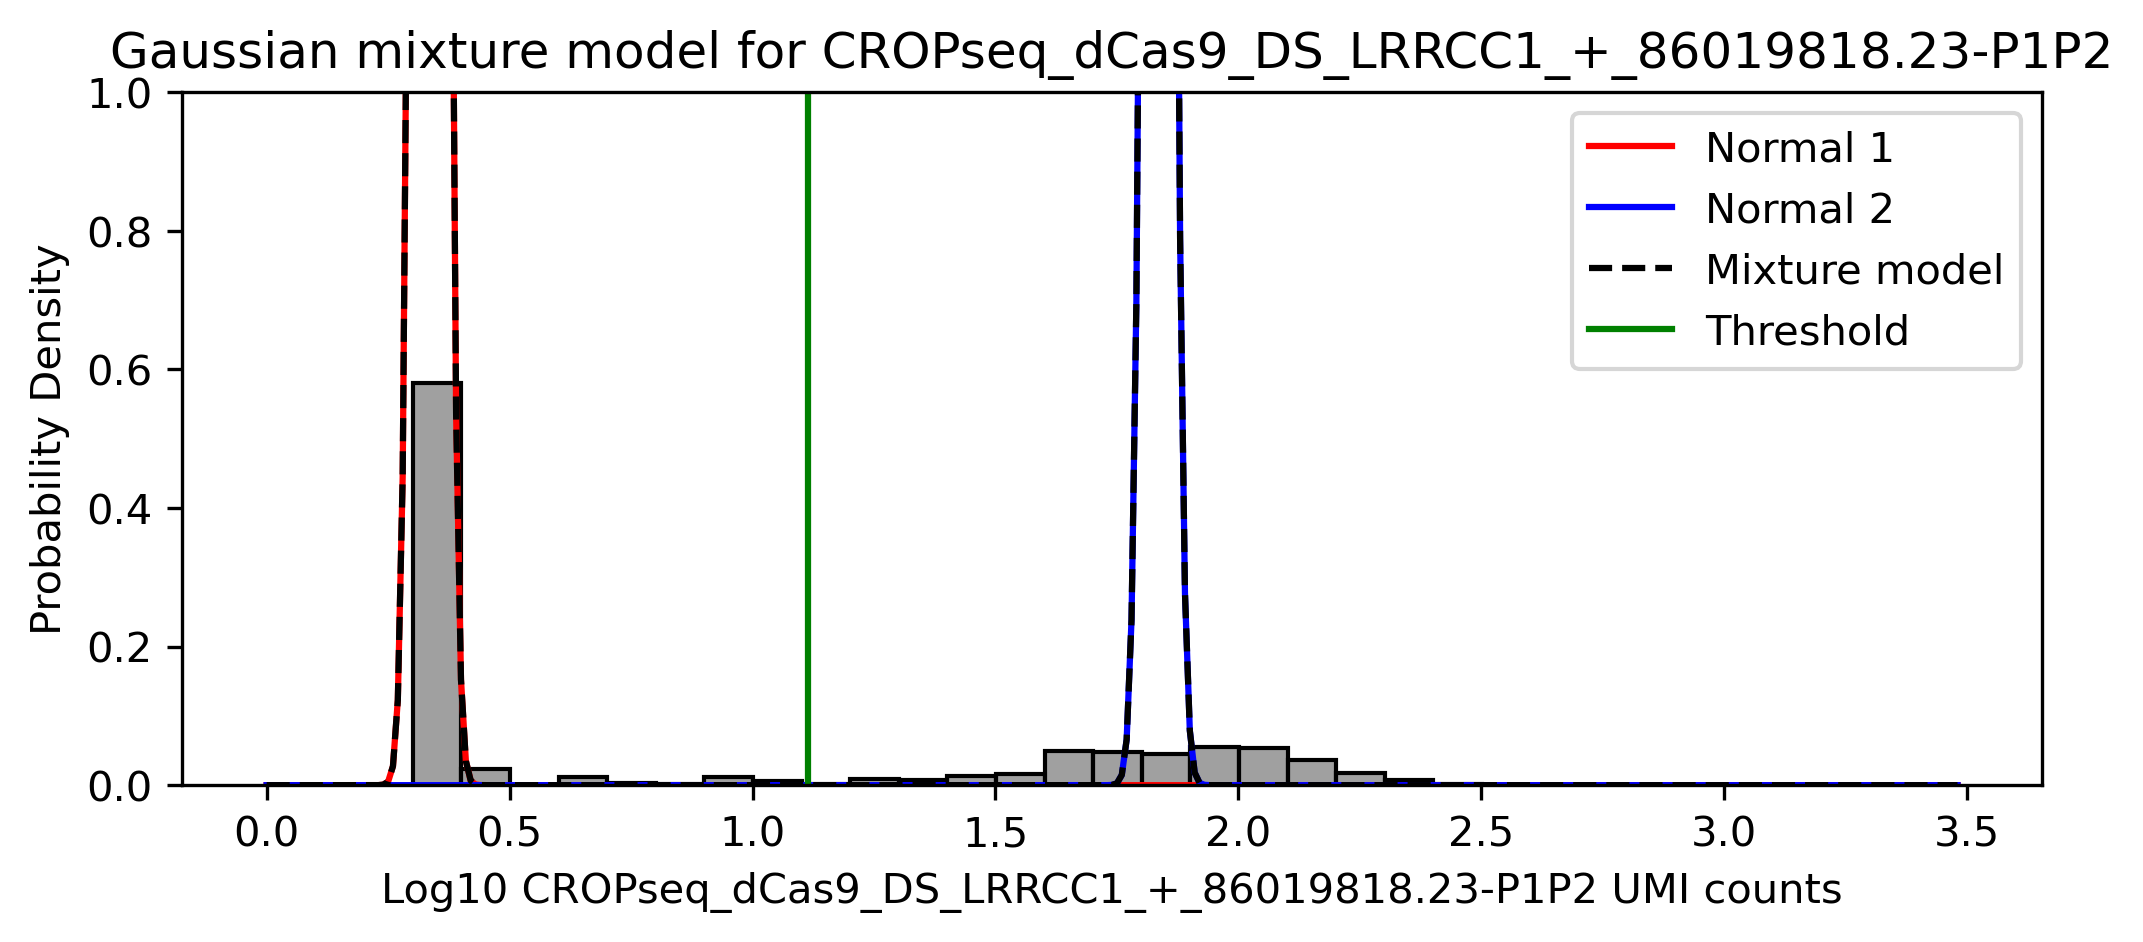 Gaussian mixture model for CROPseq_dCas9_DS_LRRCC1_+_86019818.23-P1P2
1.0
0.8
0.6
0.4
0.2
0.0
Probability Density
Normal 1
Normal 2
Mixture model
Threshold
0.0 0.5 1.0 1.5 2.0 2.5 3.0 3.5
Log10 CROPseq_dCas9_DS_LRRCC1_+_86019818.23-P1P2 UMI counts